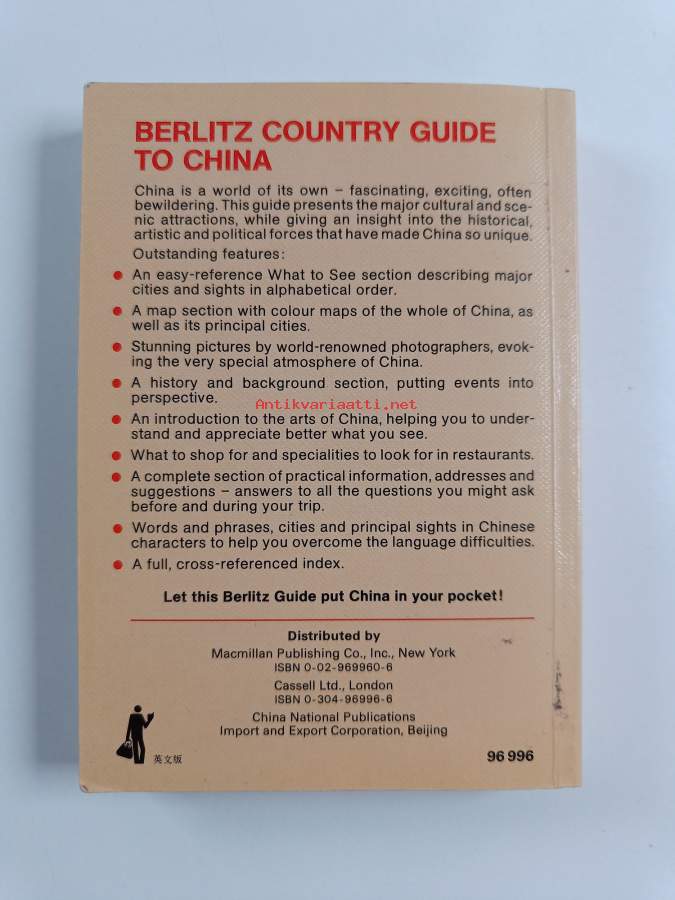 BERLITZ COUNTRY GUIDE
TO CHINA
China is a world of its own – fascinating, exciting, often
bewildering. This guide presents the major cultural and sce-
nic attractions, while giving an insight into the historical,
artistic and political forces that have made China so unique.
Outstanding features:
● An easy-reference What to See section describing major
cities and sights in alphabetical order.
● A map section with colour maps of the whole of China, as
well as its principal cities.
● Stunning pictures by world-renowned photographers, evok-
ing the very special atmosphere of China.
● A history and background section, putting events into
perspective.
Antikvariaatti.net
● An introduction to the arts of China, helping you to under-
stand and appreciate better what you see.
● What to shop for and specialities to look for in restaurants.
● A complete section of practical information, addresses and
suggestions – answers to all the questions you might ask
before and during your trip.
● Words and phrases, cities and principal sights in Chinese
characters to help you overcome the language difficulties.
● A full, cross-referenced index.
Let this Berlitz Guide put China in your pocket!
Distributed by
Macmillan Publishing Co., Inc., New York
ISBN 0-02-969960-6
Cassell Ltd., London
ISBN 0-304-96996-6
China National Publications
Import and Export Corporation, Beijing
英文版
96 996